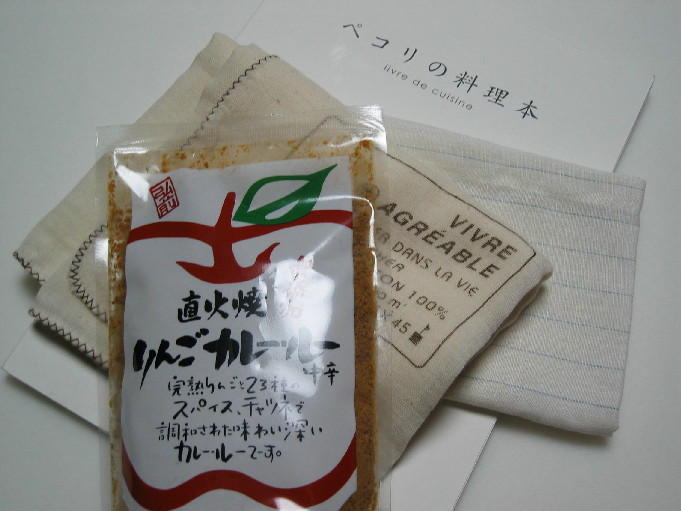 ペコリの料理本
livre de cuisine
VIVRE
AGRÉABLE
DANS LA VIE
100%
45
直火焼
りんごカレールー
中辛
完熟りんごと23種の
スパイス、チャツネで
調和された味わい深い
カレールーです。